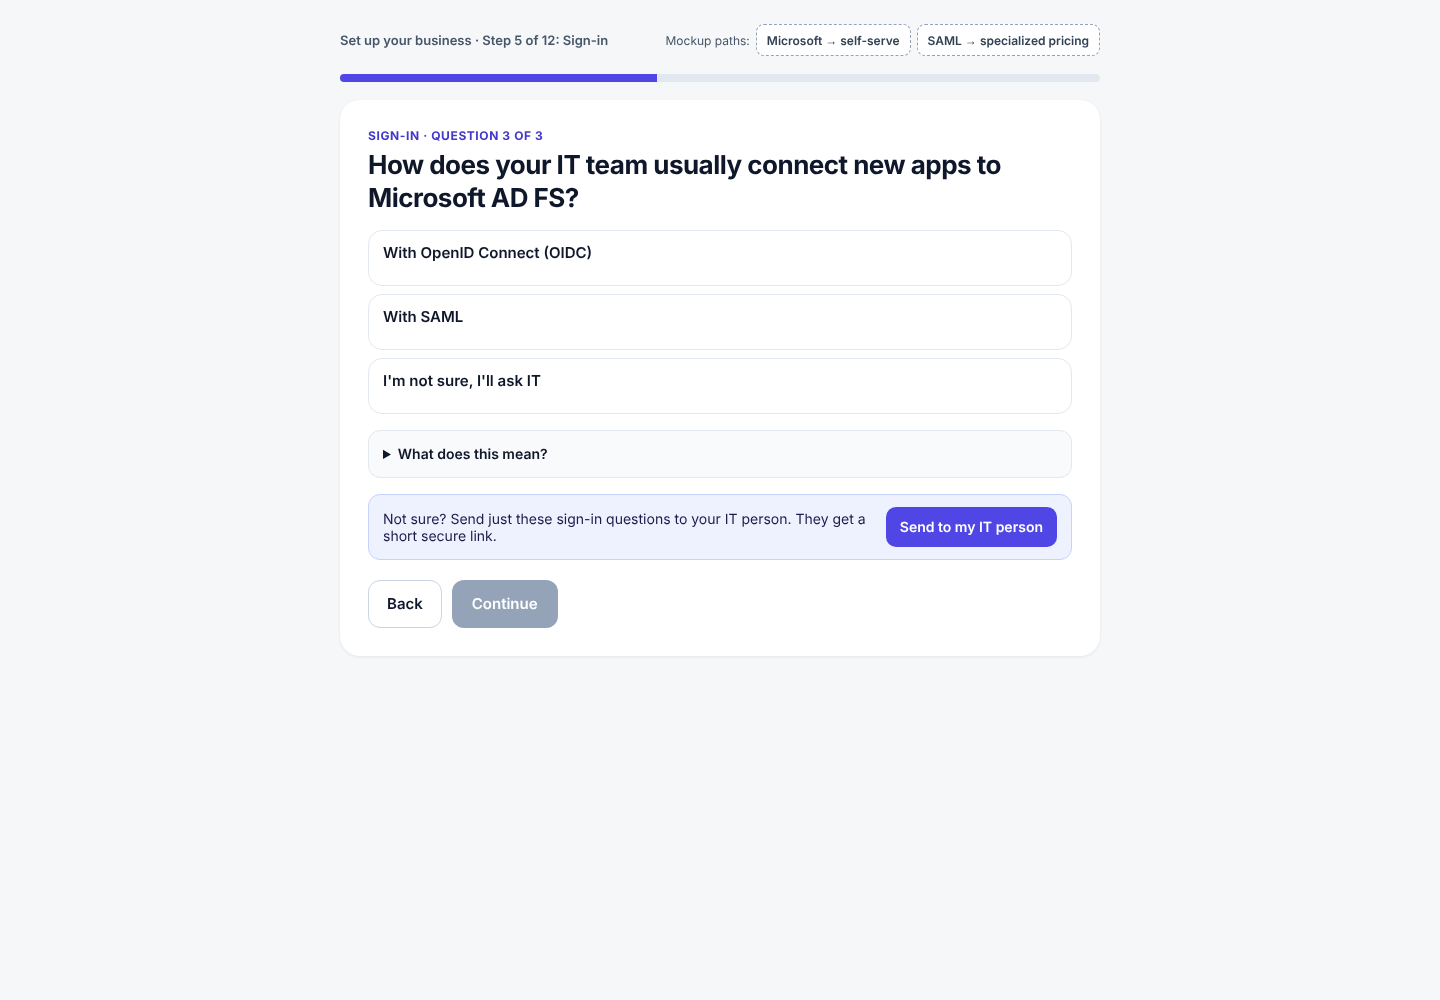 Set up your business · Step 5 of 12: Sign-in
Mockup paths:
Microsoft → self-serve
SAML → specialized pricing
SIGN-IN · QUESTION 3 OF 3
How does your IT team usually connect new apps to
Microsoft AD FS?
With OpenID Connect (OIDC)
With SAML
I'm not sure, I'll ask IT
What does this mean?
Not sure? Send just these sign-in questions to your IT person. They get a
short secure link.
Send to my IT person
Back
Continue